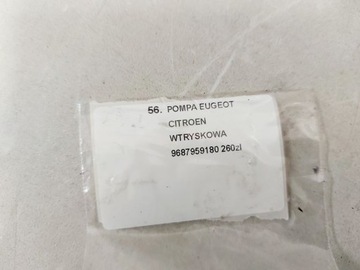 56. POMPA EUGEOT
CITROEN
WTRYSKOWA
9687959180 260zl